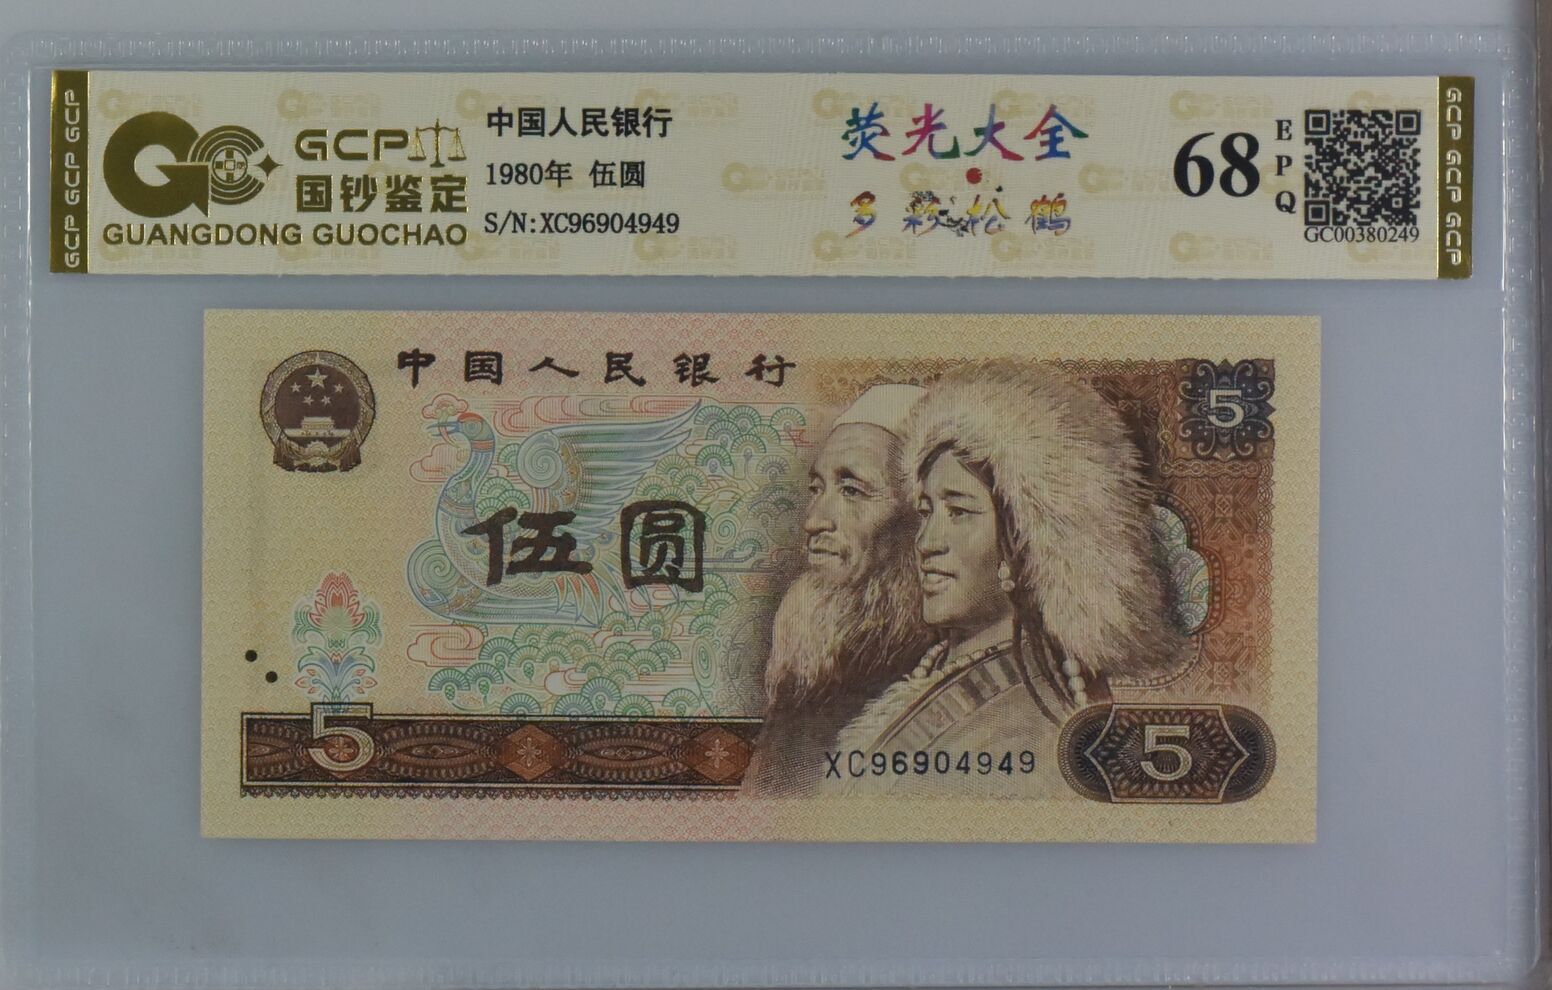 GCP
国钞鉴定
GUANGDONG GUOCHAO
中国人民银行
1980年 伍圆
S/N:XC96904949
荧光大全
多彩松鹤
68
EPQ
GC00380249
GCP GCP GCP
GCP GCP GCP
中国人民银行
5
伍圆
5
XC96904949
5